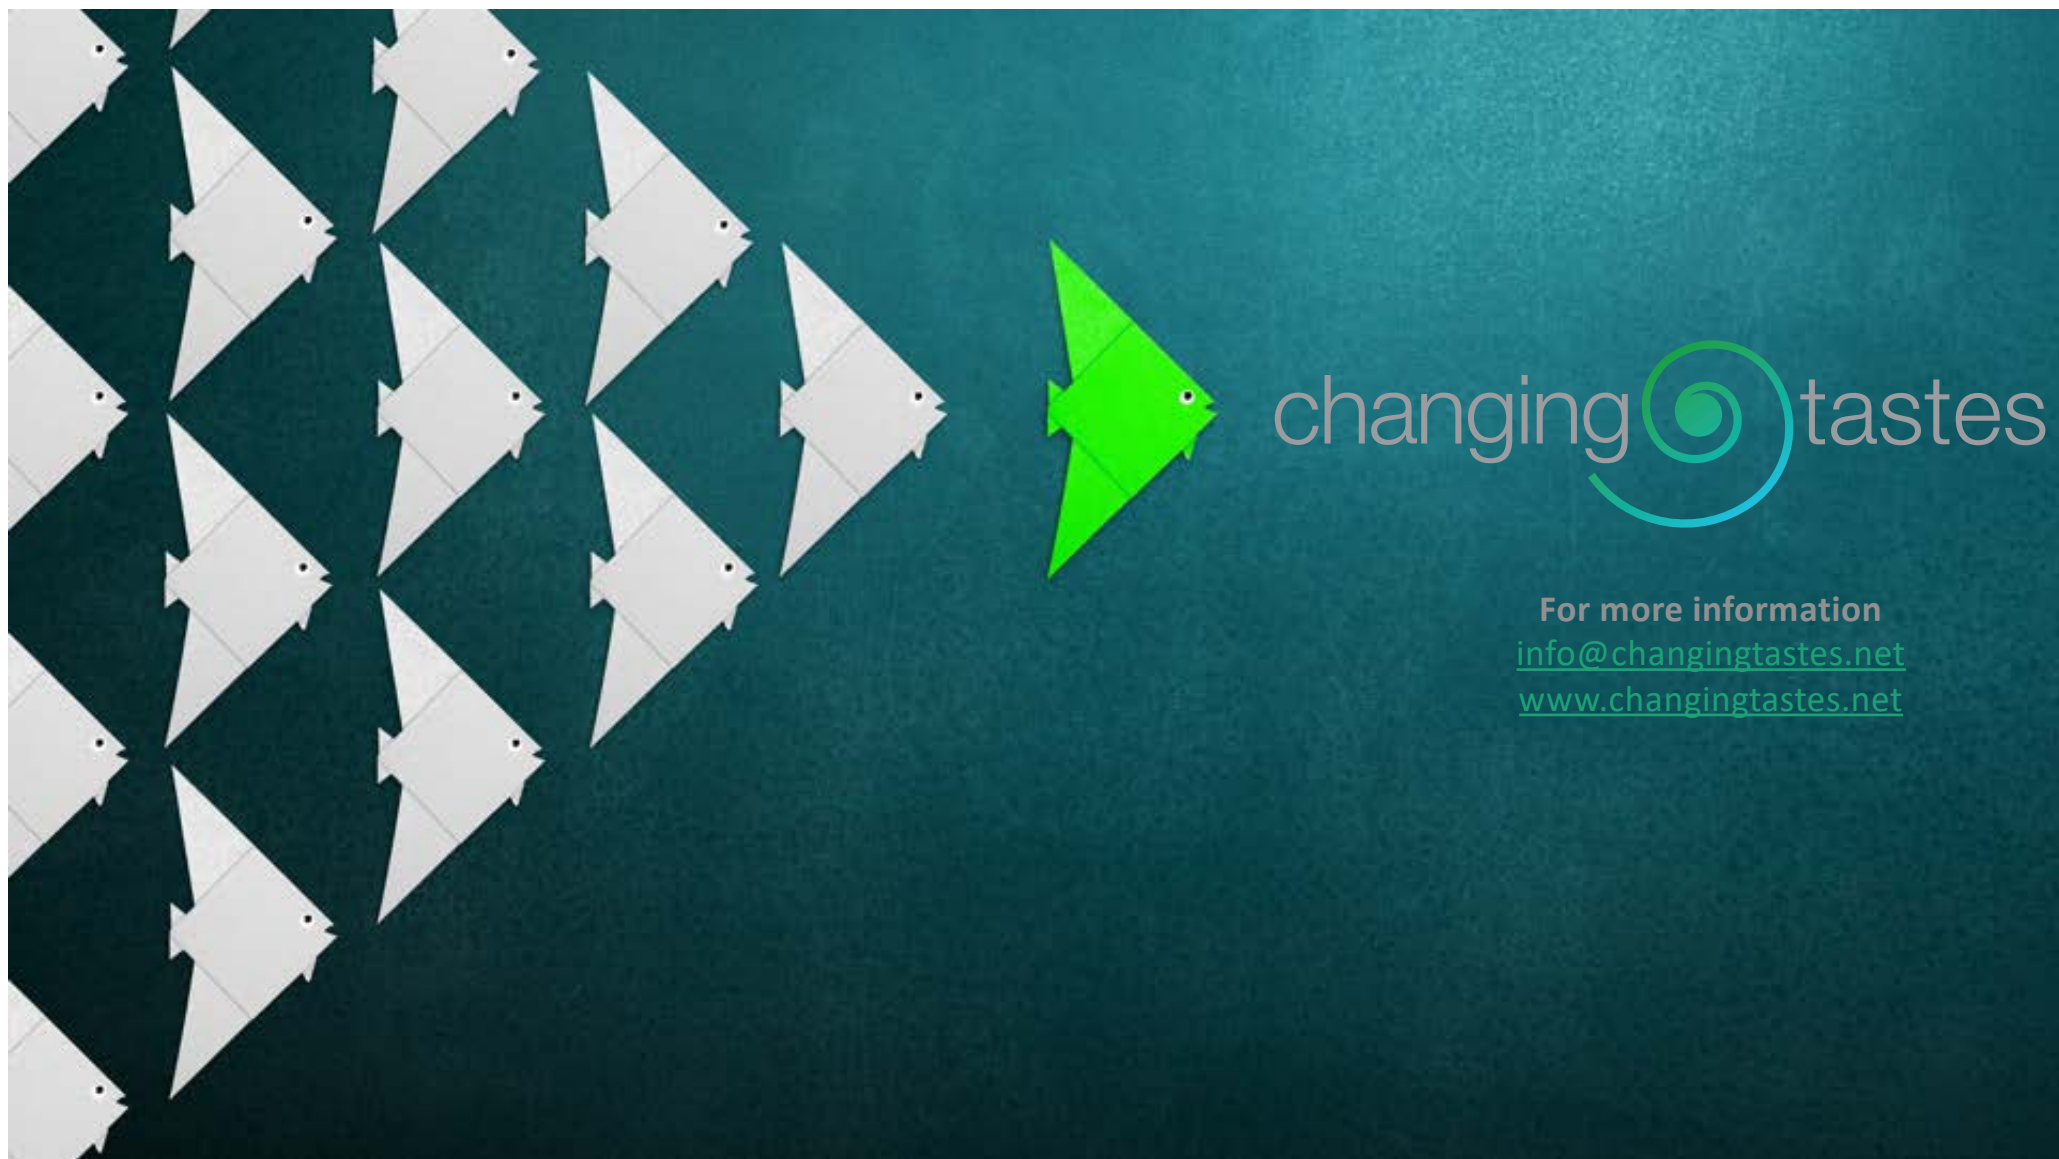 changing tastes
For more information
info@changingtastes.net
www.changingtastes.net